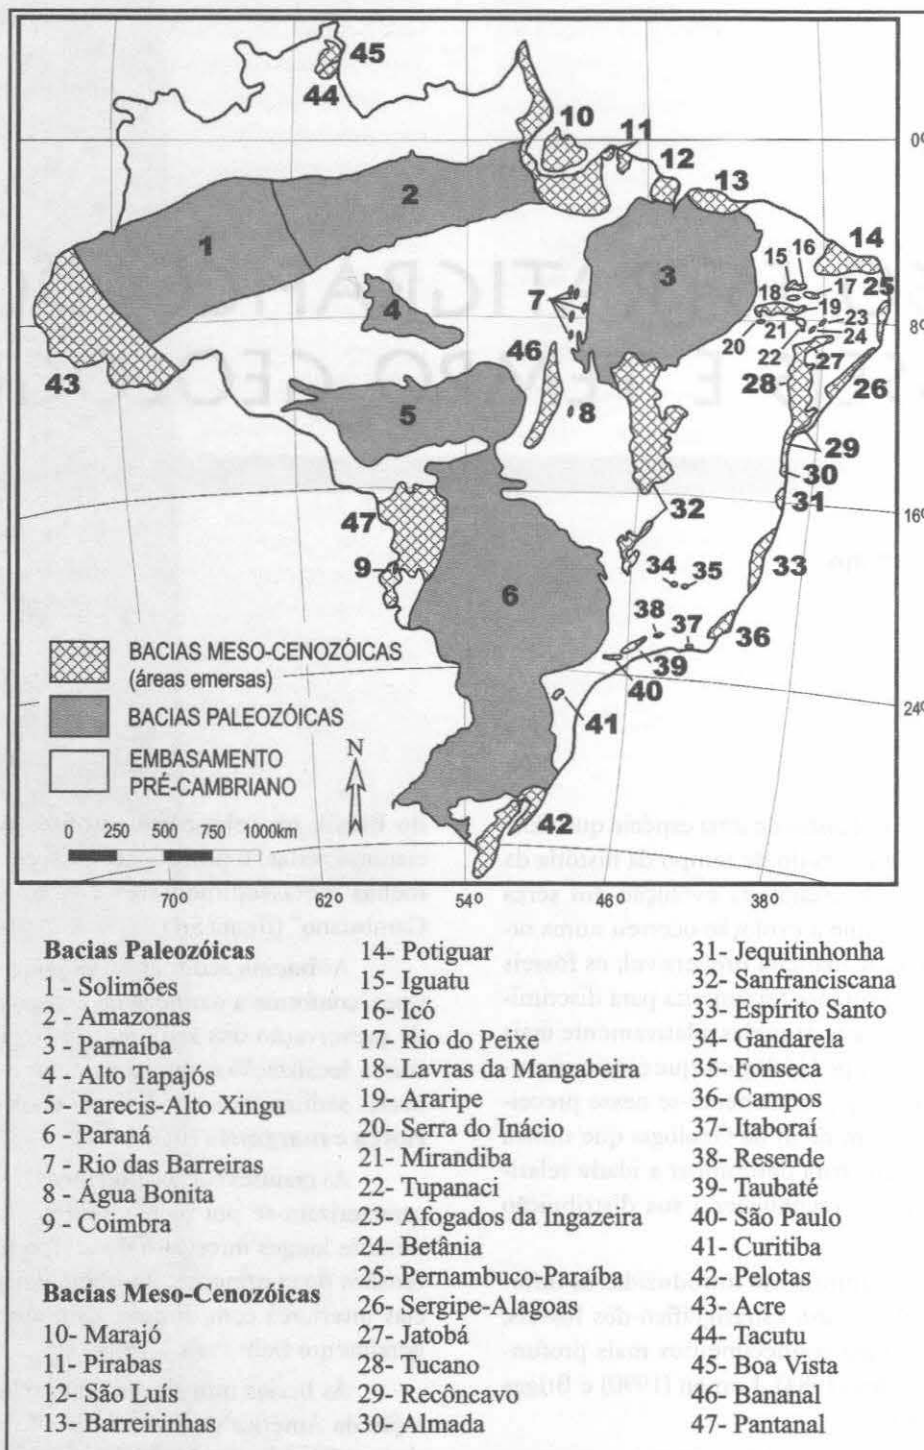 45
44
10
11
12
13
0º
2
1
14
16
15
3
17
25
18
7
19
23
8º
4
21
24
20
22
46
27
43
28
26
5
8
29
30
31
16º
47
32
9
34
35
33
6
38
37
36
39
40
24º
41
42
BACIAS MESO-CENOZÓICAS
(áreas emersas)
BACIAS PALEOZÓICAS
EMBASAMENTO
PRÉ-CAMBRIANO
N
0 250 500 750 1000km
70º 62º 54º 46º 38º
Bacias Paleozóicas
1 - Solimões
2 - Amazonas
3 - Parnaíba
4 - Alto Tapajós
5 - Parecis-Alto Xingu
6 - Paraná
7 - Rio das Barreiras
8 - Água Bonita
9 - Coimbra
Bacias Meso-Cenozóicas
10- Marajó
11- Pirabas
12- São Luís
13- Barreirinhas
14- Potiguar
15- Iguatu
16- Icó
17- Rio do Peixe
18- Lavras da Mangabeira
19- Araripe
20- Serra do Inácio
21- Mirandiba
22- Tupanaci
23- Afogados da Ingazeira
24- Betânia
25- Pernambuco-Paraíba
26- Sergipe-Alagoas
27- Jatobá
28- Tucano
29- Recôncavo
30- Almada
31- Jequitinhonha
32- Sanfranciscana
33- Espírito Santo
34- Gandarela
35- Fonseca
36- Campos
37- Itaboraí
38- Resende
39- Taubaté
40- São Paulo
41- Curitiba
42- Pelotas
43- Acre
44- Tacutu
45- Boa Vista
46- Bananal
47- Pantanal